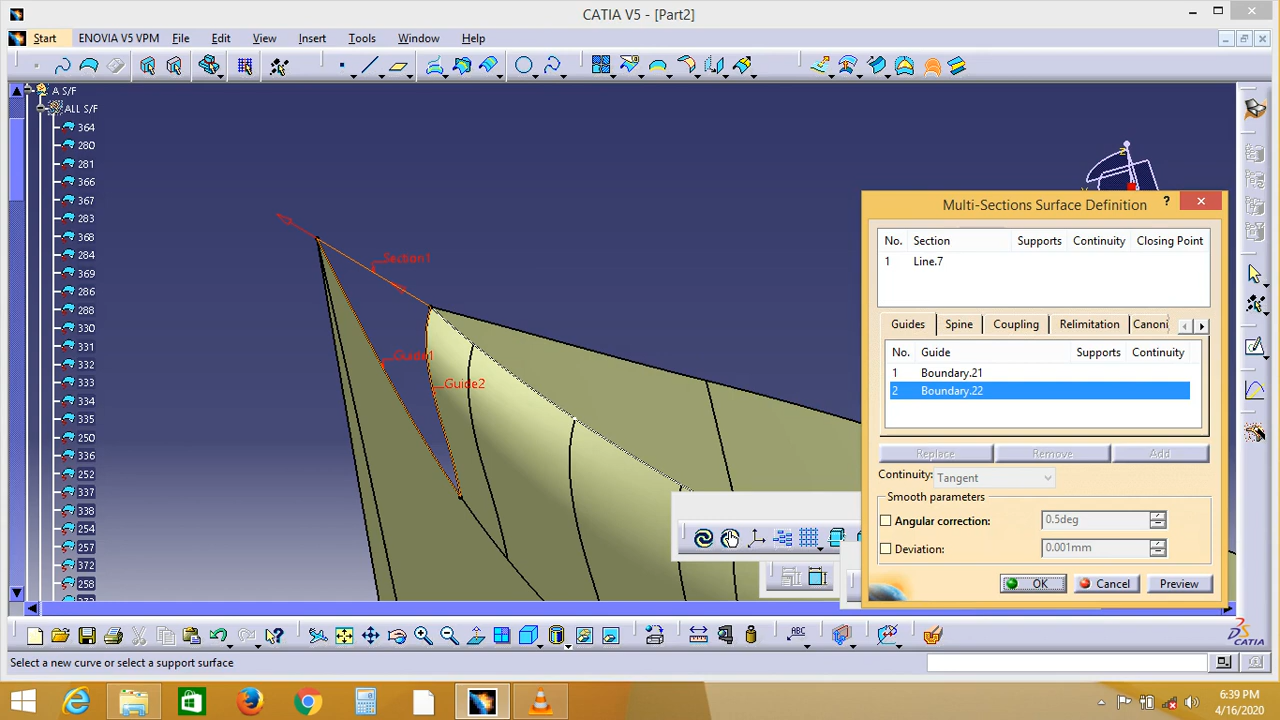 CATIA V5 - [Part2]
Start ENOVIA V5 VPM File Edit View Insert Tools Window Help
A S/F
ALL S/F
364
280
281
366
367
283
368
284
369
286
288
330
331
332
333
334
250
336
252
337
338
254
257
372
258
Section1
Guide1
Guide2
z
Multi-Sections Surface Definition ?
No. Section Supports Continuity Closing Point
1 Line.7
Guides Spine Coupling Relimitation Canoni
No. Guide Supports Continuity
1 Boundary.21
2 Boundary.22
Replace Remove Add
Continuity: Tangent
Smooth parameters
Angular correction: 0.5deg
Deviation: 0.001mm
OK Cancel Preview
ABC
CATIA
Select a new curve or select a support surface
6:39 PM
4/16/2020